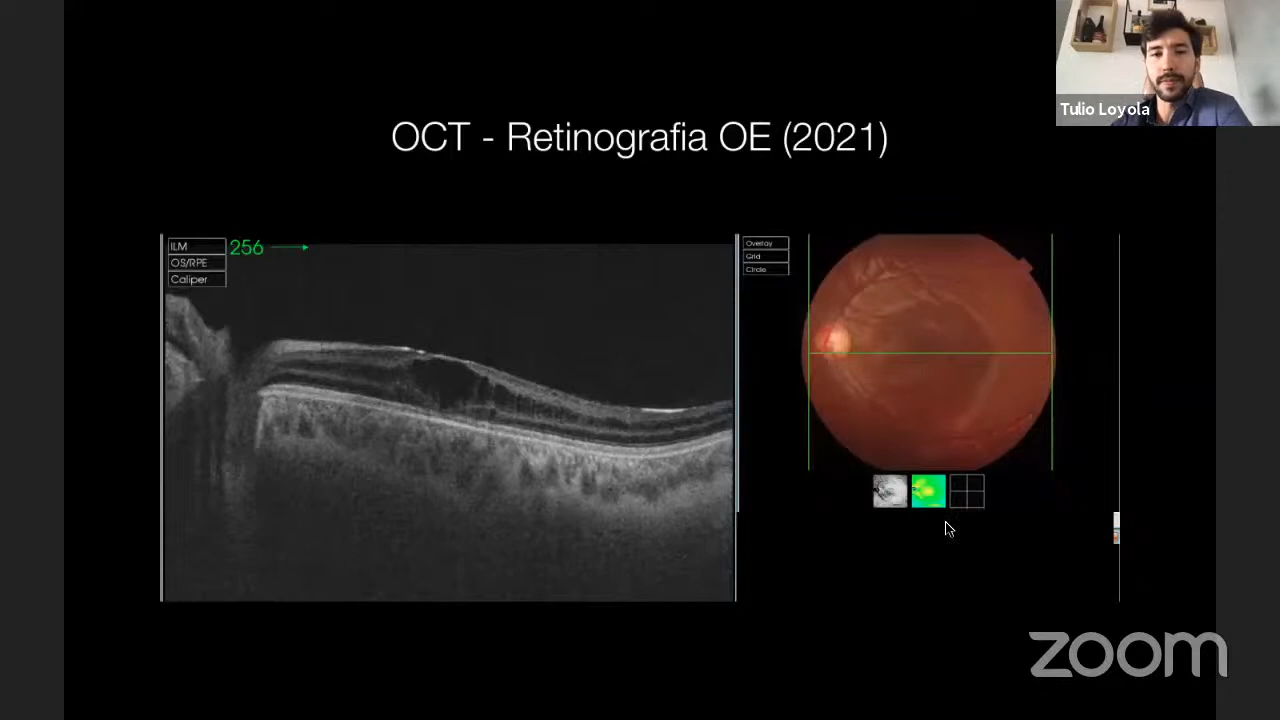 Tulio Loyola
OCT - Retinografia OE (2021)
ILM
256
OS/RPE
Caliper
Overlay
Grid
Circle
zoom